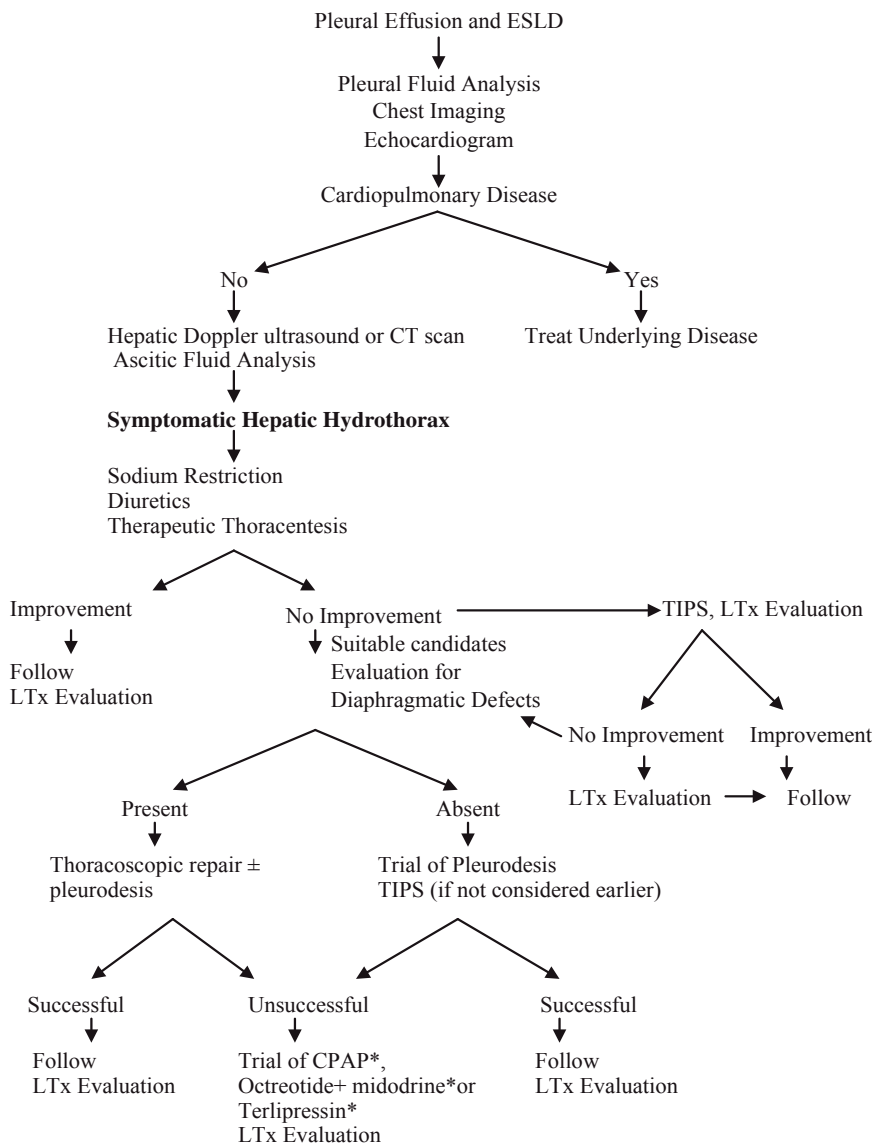 Pleural Effusion and ESLD
Pleural Fluid Analysis
Chest Imaging
Echocardiogram
Cardiopulmonary Disease
No
Yes
Hepatic Doppler ultrasound or CT scan
Ascitic Fluid Analysis
Treat Underlying Disease
Symptomatic Hepatic Hydrothorax
Sodium Restriction
Diuretics
Therapeutic Thoracentesis
Improvement
No Improvement
TIPS, LTx Evaluation
Follow
LTx Evaluation
Suitable candidates
Evaluation for
Diaphragmatic Defects
No Improvement
Improvement
LTx Evaluation
Follow
Present
Absent
Thoracoscopic repair ±
pleurodesis
Trial of Pleurodesis
TIPS (if not considered earlier)
Successful
Unsuccessful
Successful
Follow
LTx Evaluation
Trial of CPAP*,
Octreotide+ midodrine*or
Terlipressin*
LTx Evaluation
Follow
LTx Evaluation